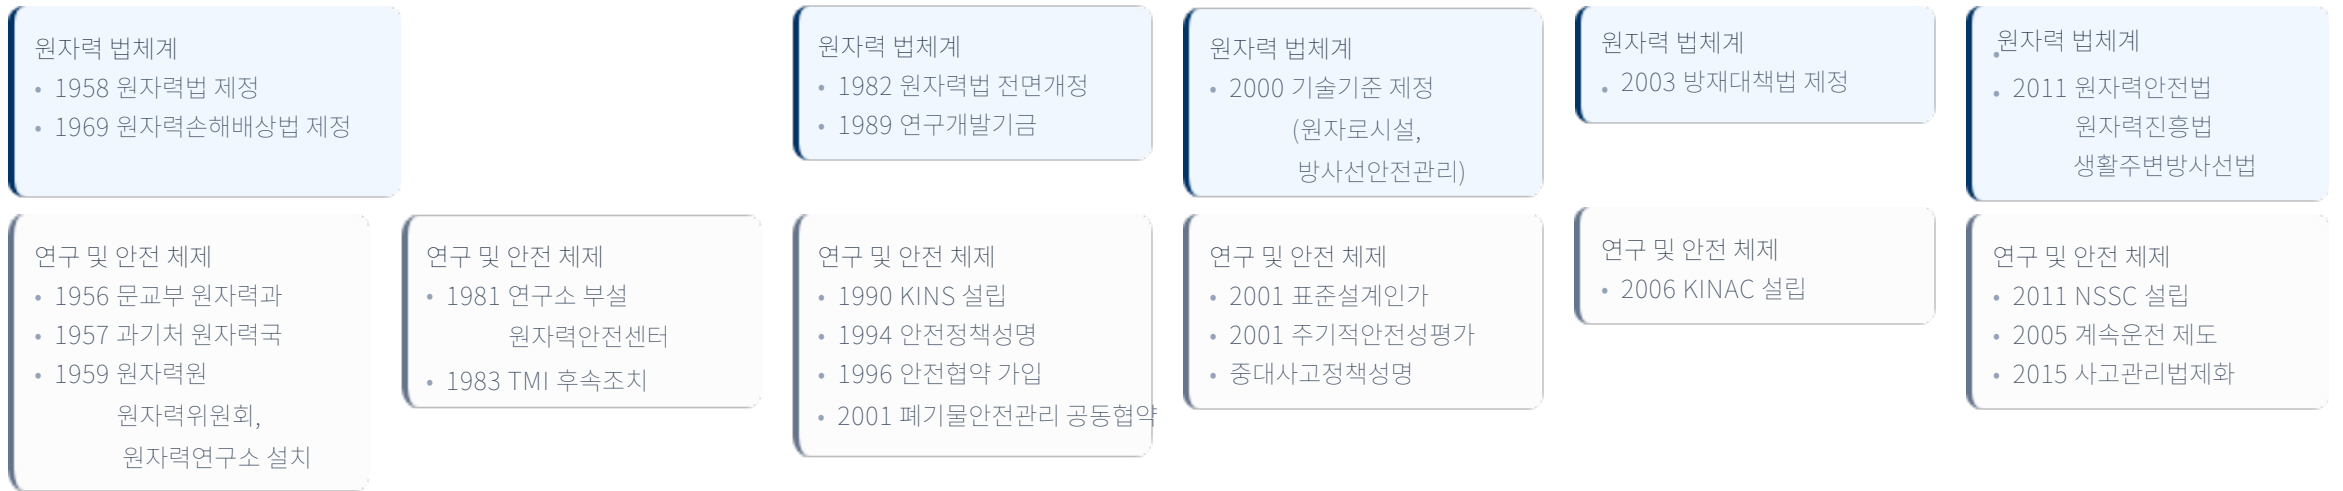 원자력 법체계
• 1958 원자력법 제정
• 1969 원자력손해배상법 제정
연구 및 안전 체제
• 1956 문교부 원자력과
• 1957 과기처 원자력국
• 1959 원자력원
원자력위원회,
원자력연구소 설치
연구 및 안전 체제
• 1981 연구소 부설
원자력안전센터
• 1983 TMI 후속조치
원자력 법체계
• 1982 원자력법 전면개정
• 1989 연구개발기금
연구 및 안전 체제
• 1990 KINS 설립
• 1994 안전정책성명
• 1996 안전협약 가입
• 2001 폐기물안전관리 공동협약
원자력 법체계
• 2000 기술기준 제정
(원자로시설,
방사선안전관리)
연구 및 안전 체제
• 2001 표준설계인가
• 2001 주기적안전성평가
• 중대사고정책성명
원자력 법체계
• 2003 방재대책법 제정
연구 및 안전 체제
• 2006 KINAC 설립
원자력 법체계
•
• 2011 원자력안전법
원자력진흥법
생활주변방사선법
연구 및 안전 체제
• 2011 NSSC 설립
• 2005 계속운전 제도
• 2015 사고관리법제화